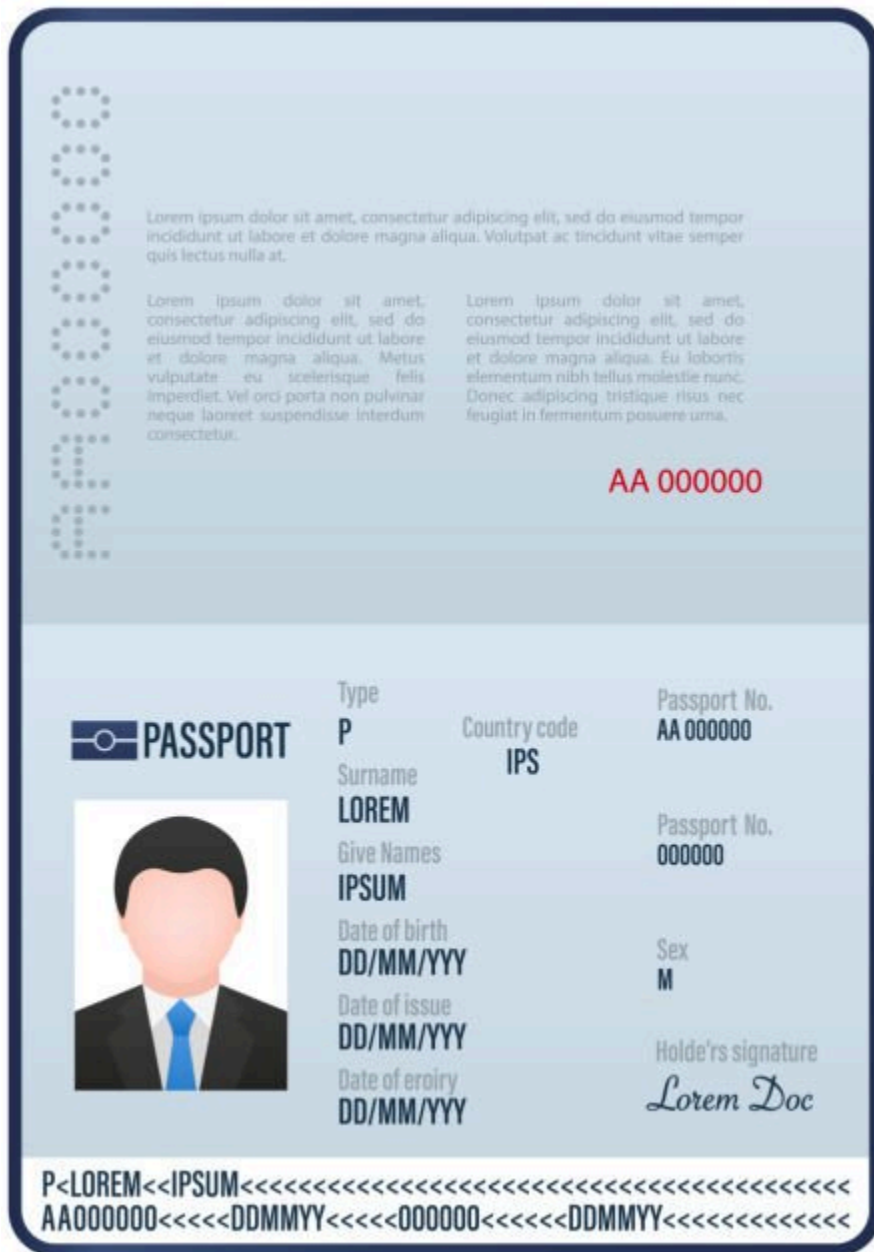 Lorem ipsum dolor sit amet, consectetur adipiscing elit, sed do eiusmod tempor
incididunt ut labore et dolore magna aliqua. Volutpat ac tincidunt vitae semper
quis lectus nulla at.
Lorem ipsum dolor sit amet,
consectetur adipiscing elit, sed do
eiusmod tempor incididunt ut labore
et dolore magna aliqua. Metus
vulputate eu scelerisque felis
imperdiet. Vel orci porta non pulvinar
neque laoreet suspendisse interdum
consectetur.
Lorem ipsum dolor sit amet,
consectetur adipiscing elit, sed do
eiusmod tempor incididunt ut labore
et dolore magna aliqua. Eu lobortis
elementum nibh tellus molestie nunc.
Donec adipiscing tristique risus nec
feugiat in fermentum posuere urna.
AA 000000
AA000000
PASSPORT
Type
P
Country code
IPS
Passport No.
AA 000000
Surname
LOREM
Passport No.
000000
Give Names
IPSUM
Date of birth
DD/MM/YYY
Sex
M
Date of issue
DD/MM/YYY
Holde'rs signature
Lorem Doc
Date of eroiry
DD/MM/YYY
P<LOREM<<IPSUM<<<<<<<<<<<<<<<<<<<<<<<<<<<<<<<<<<<<<<<<<<
AA000000<<<<<DDMMYY<<<<<000000<<<<<<DDMMYY<<<<<<<<<<<<<